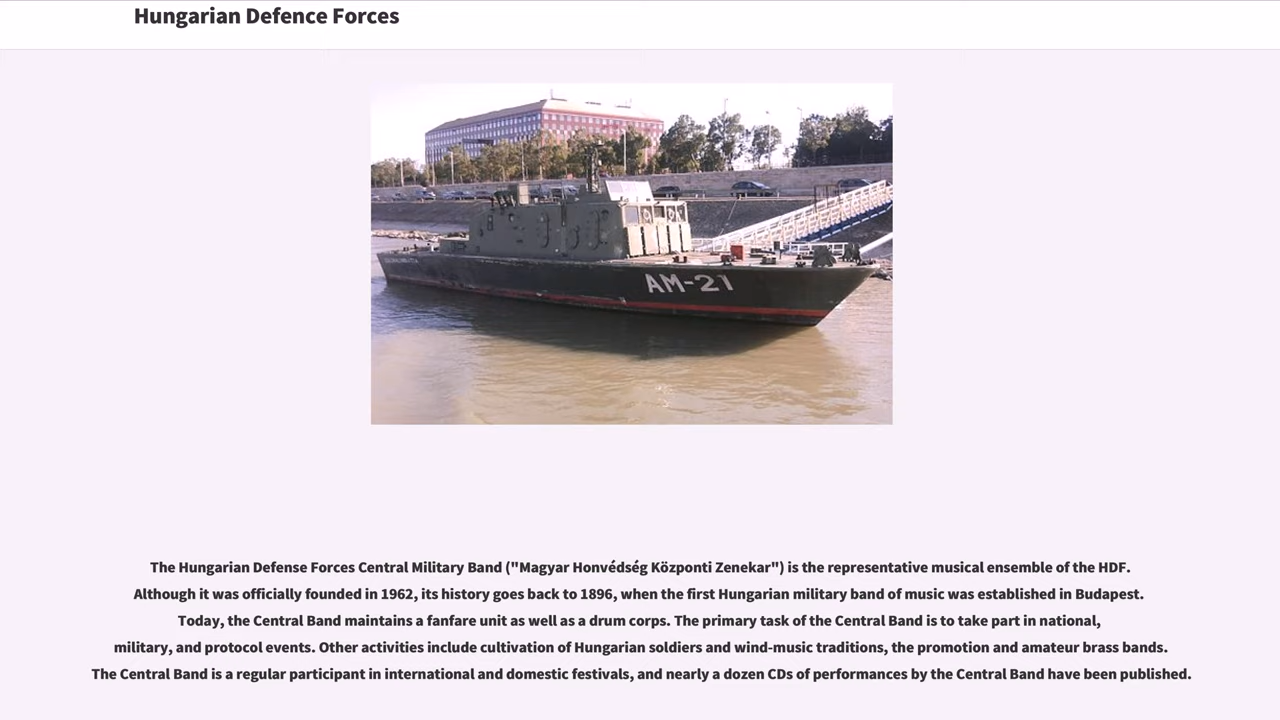 Hungarian Defence Forces
AM-21
The Hungarian Defense Forces Central Military Band ("Magyar Honvédség Központi Zenekar") is the representative musical ensemble of the HDF.
Although it was officially founded in 1962, its history goes back to 1896, when the first Hungarian military band of music was established in Budapest.
Today, the Central Band maintains a fanfare unit as well as a drum corps. The primary task of the Central Band is to take part in national,
military, and protocol events. Other activities include cultivation of Hungarian soldiers and wind-music traditions, the promotion and amateur brass bands.
The Central Band is a regular participant in international and domestic festivals, and nearly a dozen CDs of performances by the Central Band have been published.